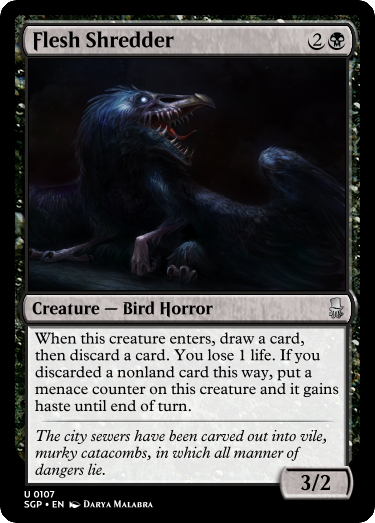 Flesh Shredder
2
Creature — Bird Horror
When this creature enters, draw a card,
then discard a card. You lose 1 life. If you
discarded a nonland card this way, put a
menace counter on this creature and it gains
haste until end of turn.
The city sewers have been carved out into vile,
murky catacombs, in which all manner of
dangers lie.
3/2
U 0107
SGP • EN Darya Malabra